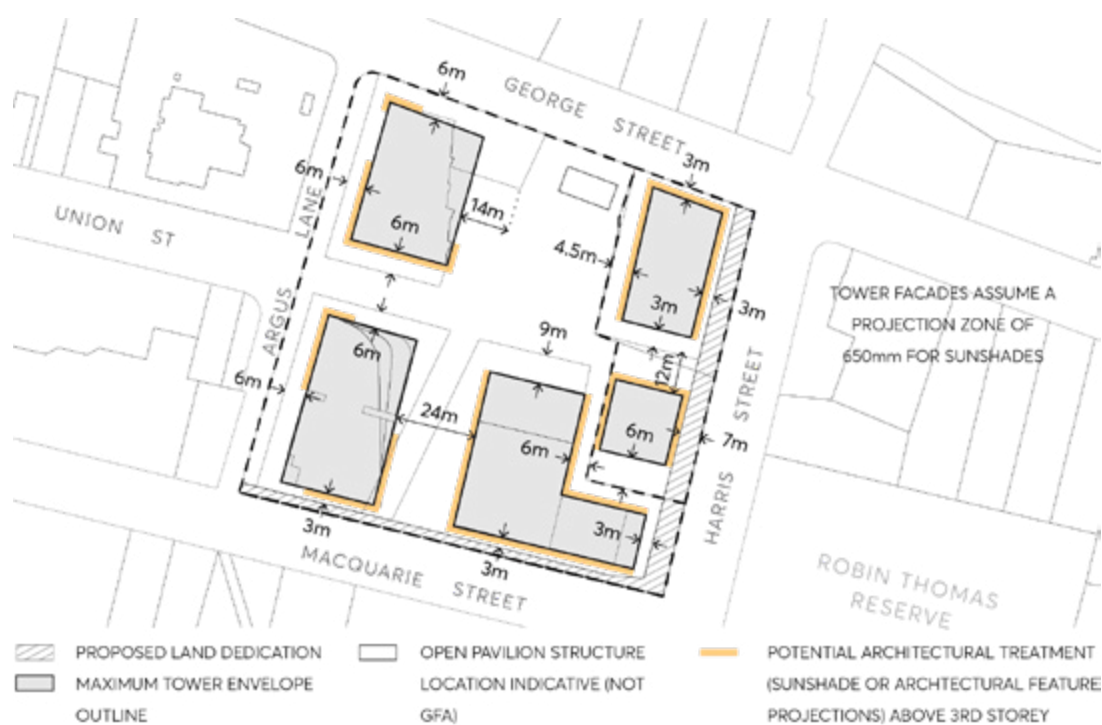 6m
GEORGE STREET
3m
6m
UNION ST
ARGUS LANE
6m
14m
4.5m
3m
3m
TOWER FACADES ASSUME A
PROJECTION ZONE OF
650mm FOR SUNSHADES
6m
9m
12m
6m
24m
6m
6m
7m
HARRIS STREET
3m
3m
3m
MACQUARIE STREET
ROBIN THOMAS
RESERVE
PROPOSED LAND DEDICATION
MAXIMUM TOWER ENVELOPE
OUTLINE
OPEN PAVILION STRUCTURE
LOCATION INDICATIVE (NOT
GFA)
POTENTIAL ARCHITECTURAL TREATMENT
(SUNSHADE OR ARCHTECTURAL FEATURE
PROJECTIONS) ABOVE 3RD STOREY